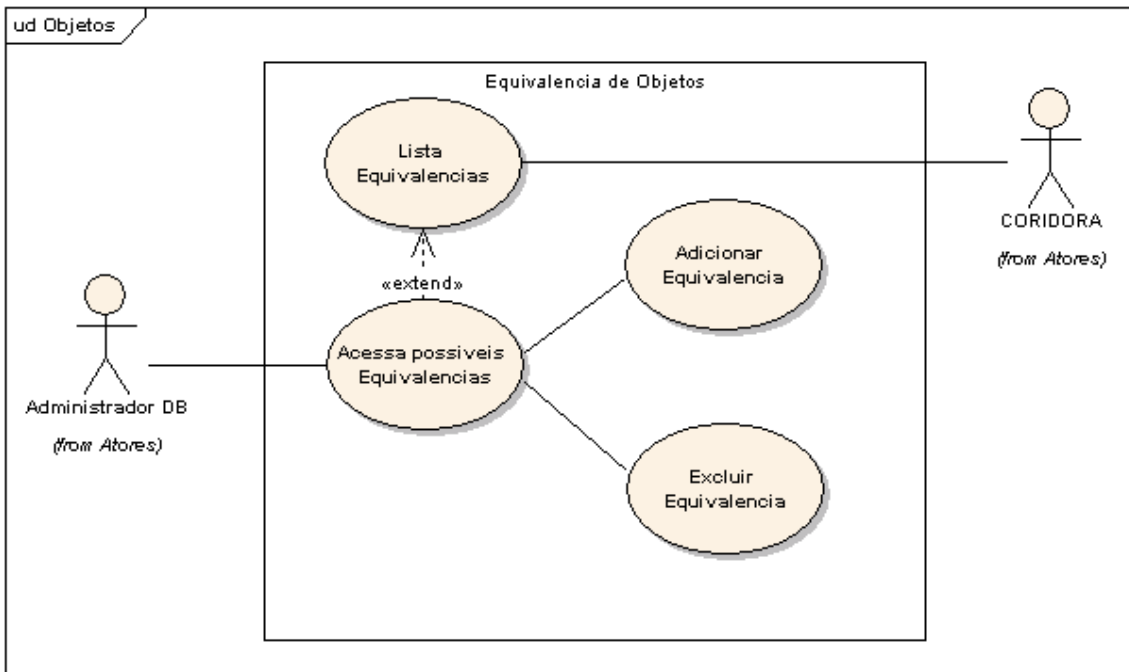 ud Objetos
Equivalencia de Objetos
Lista
Equivalencias
CORIDORA
(from Atores)
Adicionar
Equivalencia
«extend»
Acessa possiveis
Equivalencias
Administrador DB
(from Atores)
Excluir
Equivalencia